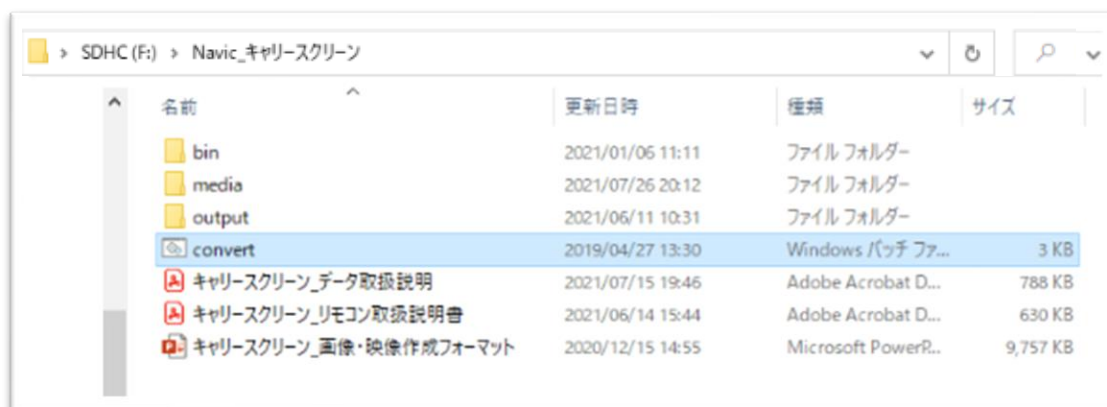 SDHC (F:) > Navic_キャリースクリーン
名前 更新日時 種類 サイズ
bin 2021/01/06 11:11 ファイル フォルダー
media 2021/07/26 20:12 ファイル フォルダー
output 2021/06/11 10:31 ファイル フォルダー
convert 2019/04/27 13:30 Windows バッチ ファ... 3 KB
キャリースクリーン_データ取扱説明 2021/07/15 19:46 Adobe Acrobat D... 788 KB
キャリースクリーン_リモコン取扱説明書 2021/06/14 15:44 Adobe Acrobat D... 630 KB
キャリースクリーン_画像・映像作成フォーマット 2020/12/15 14:55 Microsoft PowerP... 9,757 KB